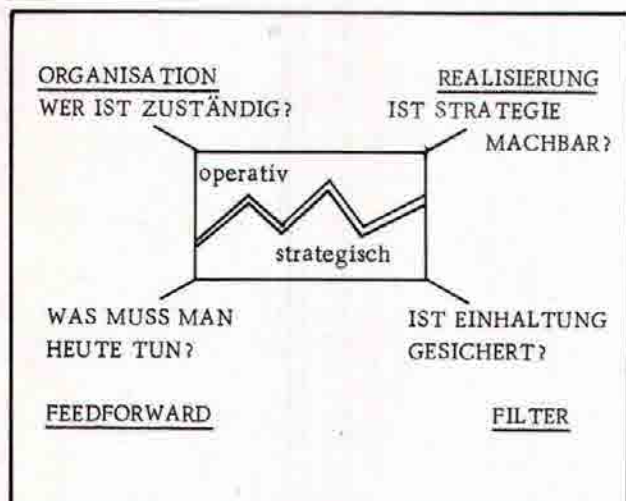 ORGANISATION
WER IST ZUSTÄNDIG?
REALISIERUNG
IST STRATEGIE
MACHBAR?
operativ
strategisch
WAS MUSS MAN
HEUTE TUN?
FEEDFORWARD
IST EINHALTUNG
GESICHERT?
FILTER